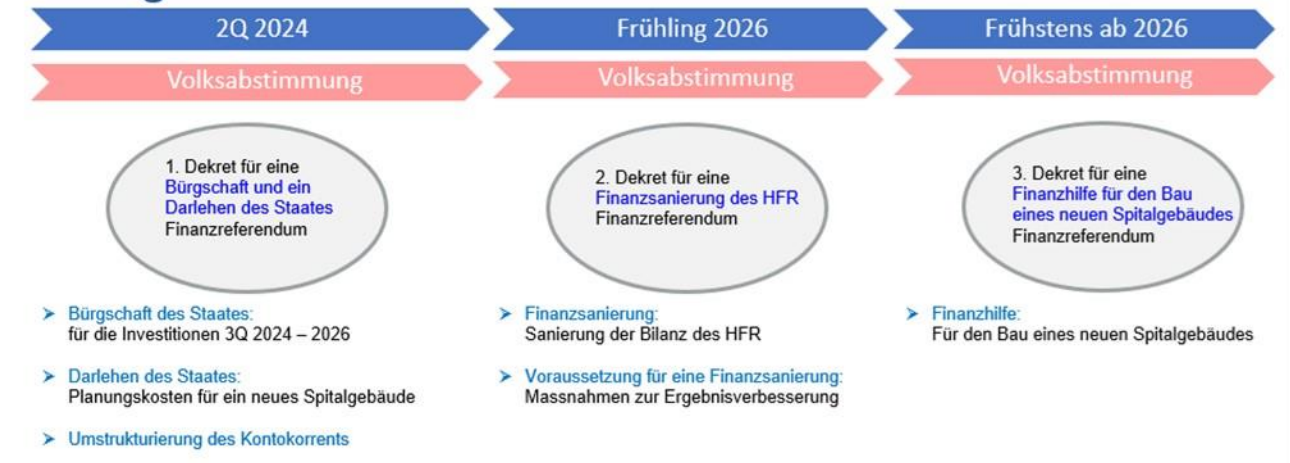 2Q 2024
Volksabstimmung
1. Dekret für eine
Bürgschaft und ein
Darlehen des Staates
Finanzreferendum
➤ Bürgschaft des Staates:
für die Investitionen 3Q 2024 – 2026
➤ Darlehen des Staates:
Planungskosten für ein neues Spitalgebäude
➤ Umstrukturierung des Kontokorrents
Frühling 2026
Volksabstimmung
2. Dekret für eine
Finanzsanierung des HFR
Finanzreferendum
➤ Finanzsanierung:
Sanierung der Bilanz des HFR
➤ Voraussetzung für eine Finanzsanierung:
Massnahmen zur Ergebnisverbesserung
Frühstens ab 2026
Volksabstimmung
3. Dekret für eine
Finanzhilfe für den Bau
eines neuen Spitalgebäudes
Finanzreferendum
➤ Finanzhilfe:
Für den Bau eines neuen Spitalgebäudes